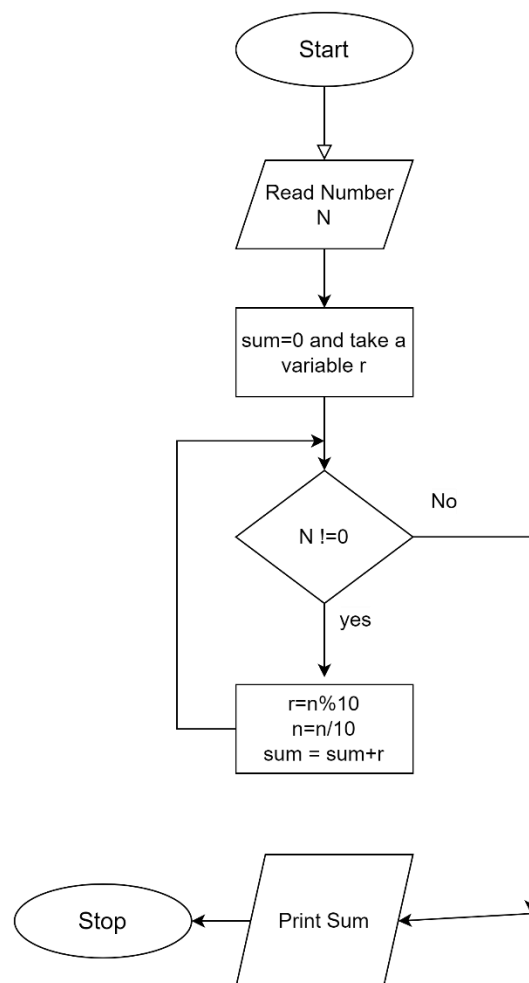 Start
Read Number
N
sum=0 and take a
variable r
No
N !=0
yes
r=n%10
n=n/10
sum = sum+r
Stop
Print Sum